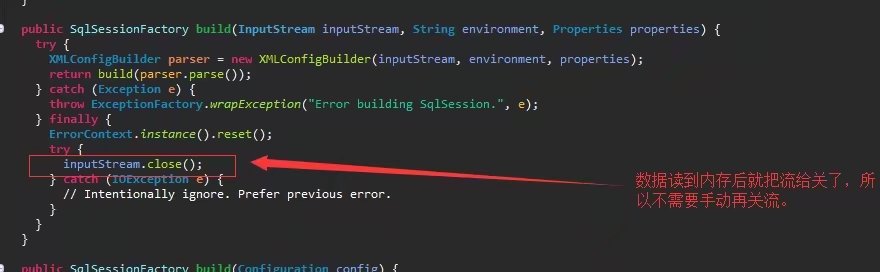 }
public SqlSessionFactory build(InputStream inputStream, String environment, Properties properties) {
try {
XMLConfigBuilder parser = new XMLConfigBuilder(inputStream, environment, properties);
return build(parser.parse());
} catch (Exception e) {
throw ExceptionFactory.wrapException("Error building SqlSession.", e);
} finally {
ErrorContext.instance().reset();
try {
inputStream.close();
} catch (IOException e) {
// Intentionally ignore. Prefer previous error.
}
}
}
数据读到内存后就把流给关了，所
以不需要手动再关流。
public SqlSessionFactory build(Configuration config) {